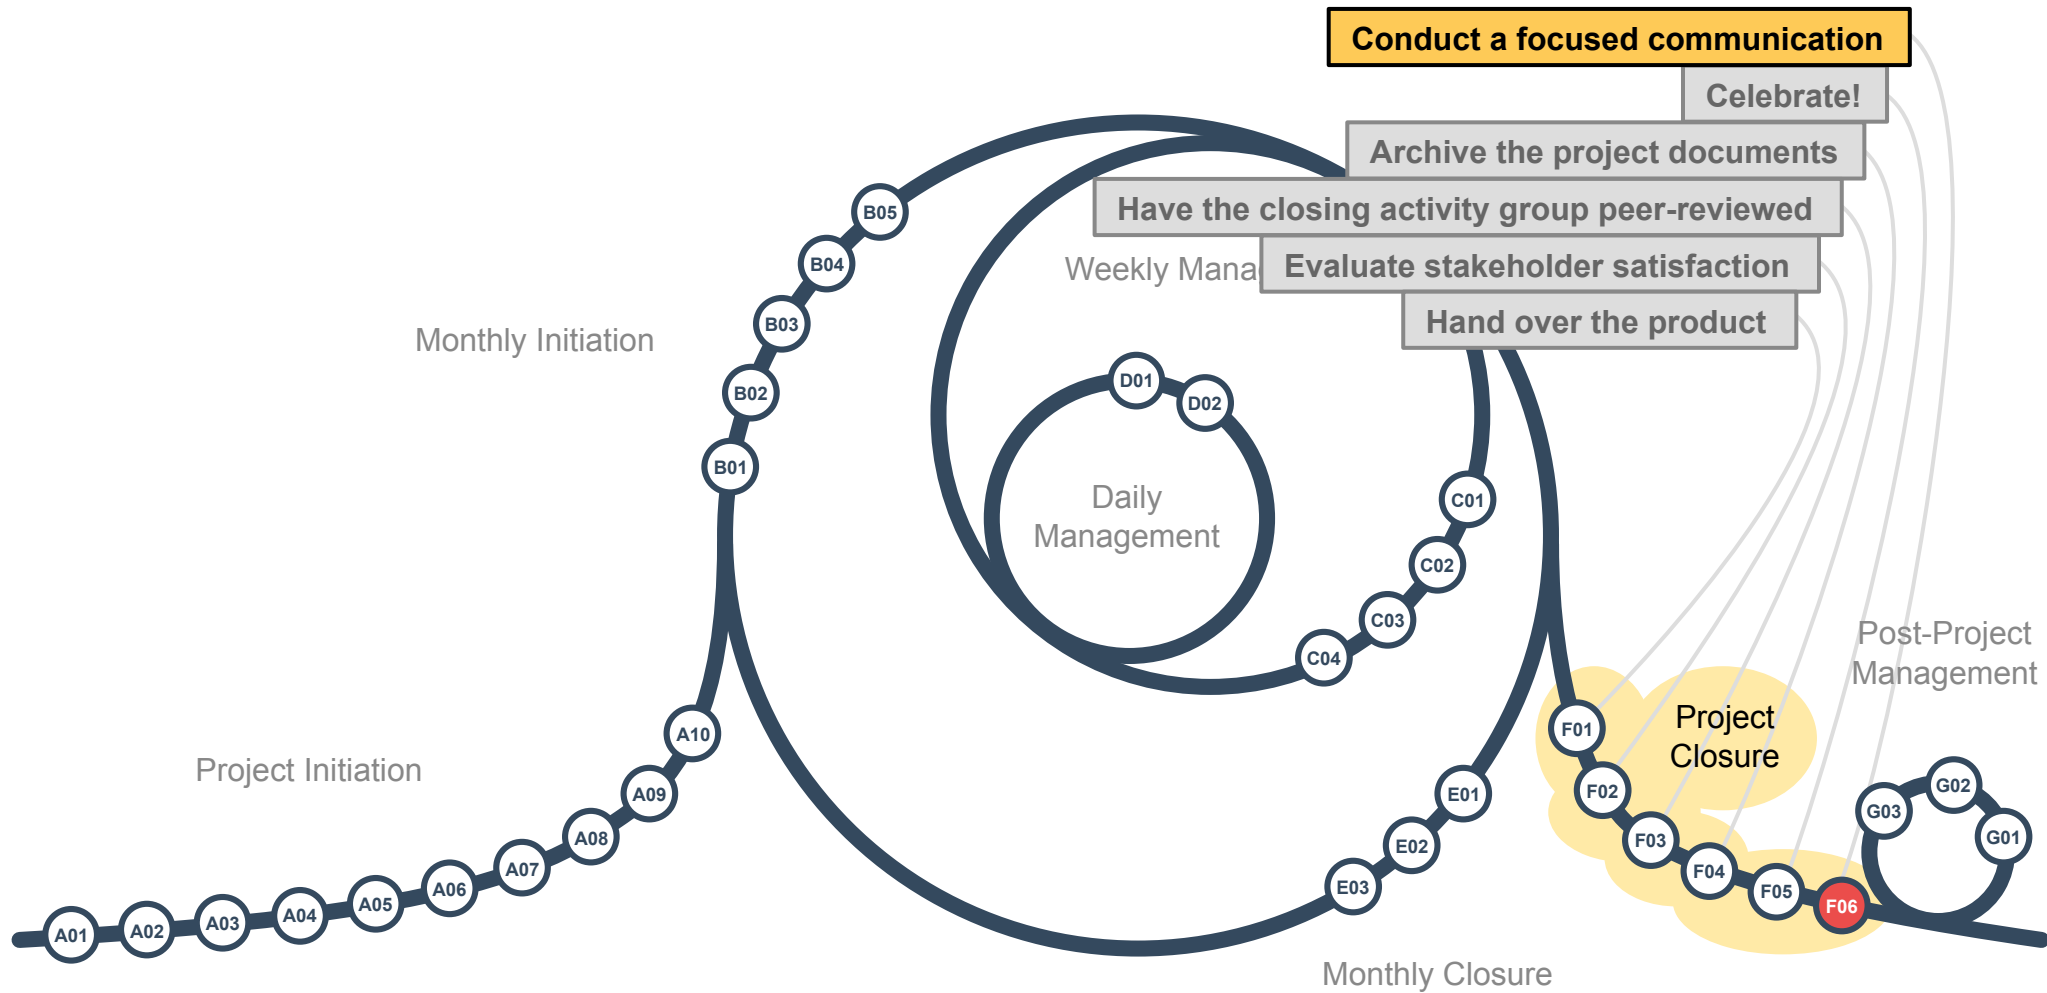 Conduct a focused communication
Celebrate!
Archive the project documents
Have the closing activity group peer-reviewed
Weekly Mana
Evaluate stakeholder satisfaction
Hand over the product
Monthly Initiation
B05
B04
B03
B02
B01
D01
D02
Daily
Management
C01
C02
C03
C04
Post-Project
Management
Project
Closure
Project Initiation
A10
A09
A08
A07
A06
A05
A04
A03
A02
A01
E01
E02
E03
F01
F02
F03
F04
F05
F06
G03
G02
G01
Monthly Closure